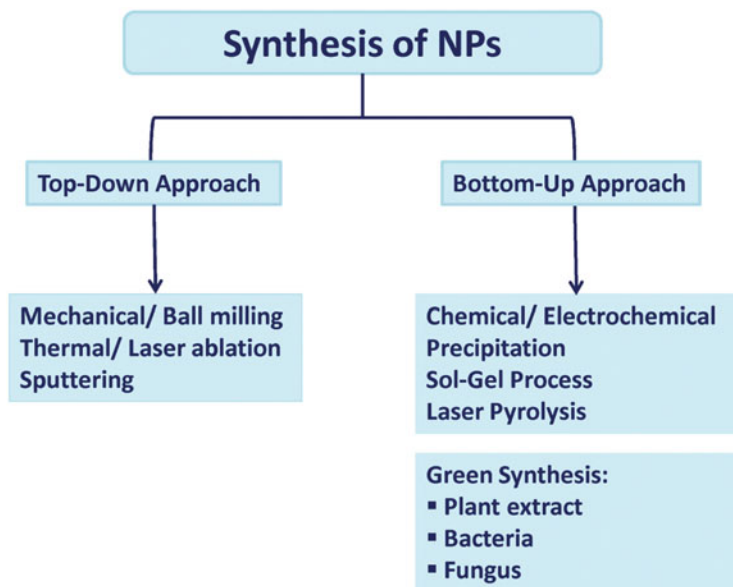 Synthesis of NPs
Top-Down Approach
Bottom-Up Approach
Mechanical/ Ball milling
Thermal/ Laser ablation
Sputtering
Chemical/ Electrochemical
Precipitation
Sol-Gel Process
Laser Pyrolysis
Green Synthesis:
▪ Plant extract
▪ Bacteria
▪ Fungus